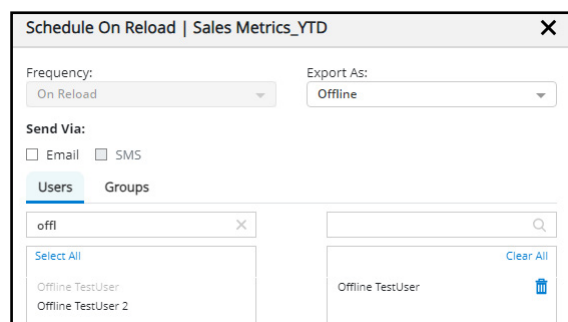 Schedule On Reload | Sales Metrics_YTD
Frequency: Export As:
On Reload Offline
Send Via:
Email SMS
Users Groups
offl
Select All Clear All
Offline TestUser Offline TestUser
Offline TestUser 2